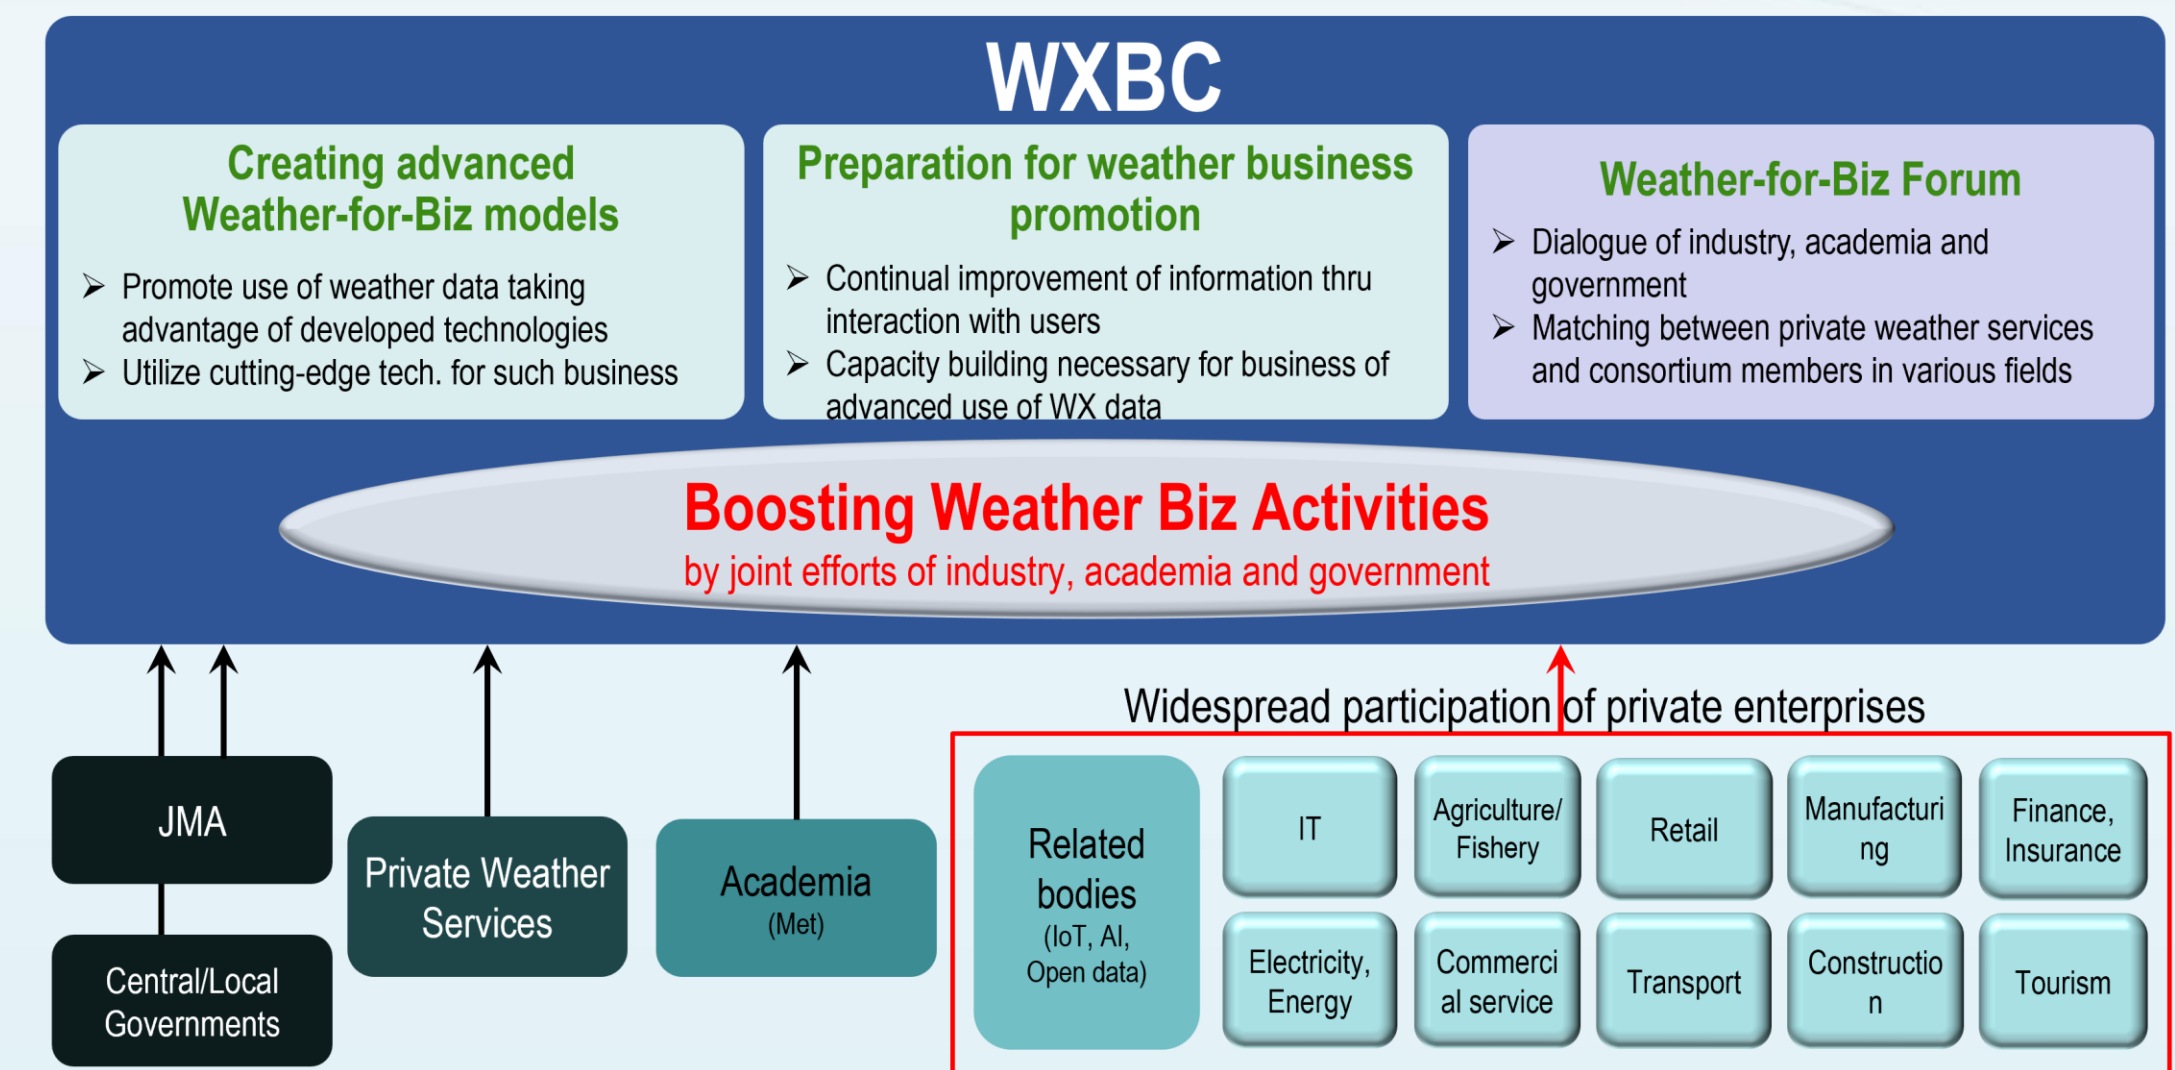 WXBC
Creating advanced
Weather-for-Biz models
➢ Promote use of weather data taking
advantage of developed technologies
➢ Utilize cutting-edge tech. for such business
Preparation for weather business
promotion
➢ Continual improvement of information thru
interaction with users
➢ Capacity building necessary for business of
advanced use of WX data
Weather-for-Biz Forum
➢ Dialogue of industry, academia and
government
➢ Matching between private weather services
and consortium members in various fields
Boosting Weather Biz Activities
by joint efforts of industry, academia and government
Widespread participation of private enterprises
JMA
Central/Local
Governments
Private Weather
Services
Academia
(Met)
Related
bodies
(IoT, AI,
Open data)
IT
Agriculture/
Fishery
Retail
Manufacturi
ng
Finance,
Insurance
Electricity,
Energy
Commerci
al service
Transport
Constructio
n
Tourism